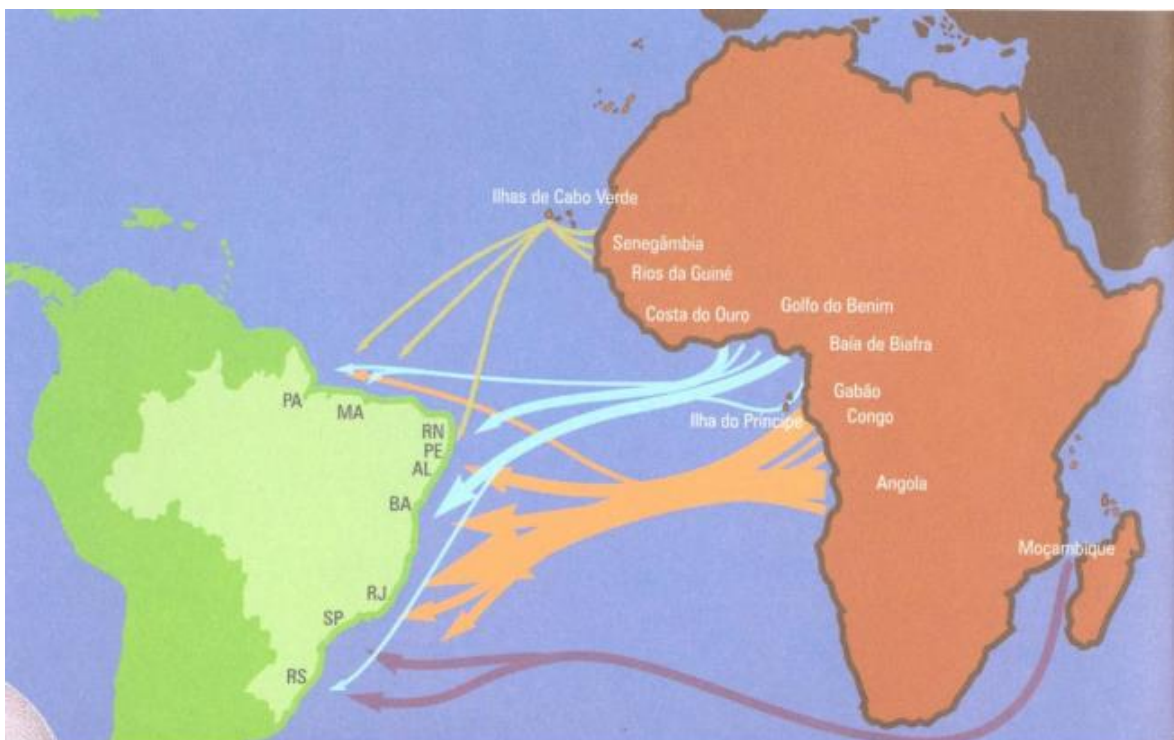 Ilhas de Cabo Verde
Senegâmbia
Rios da Guiné
Costa do Ouro
Golfo do Benim
Baía de Biafra
Gabão
Ilha do Príncipe
Congo
Angola
Moçambique
PA
MA
RN
PE
AL
BA
RJ
SP
RS